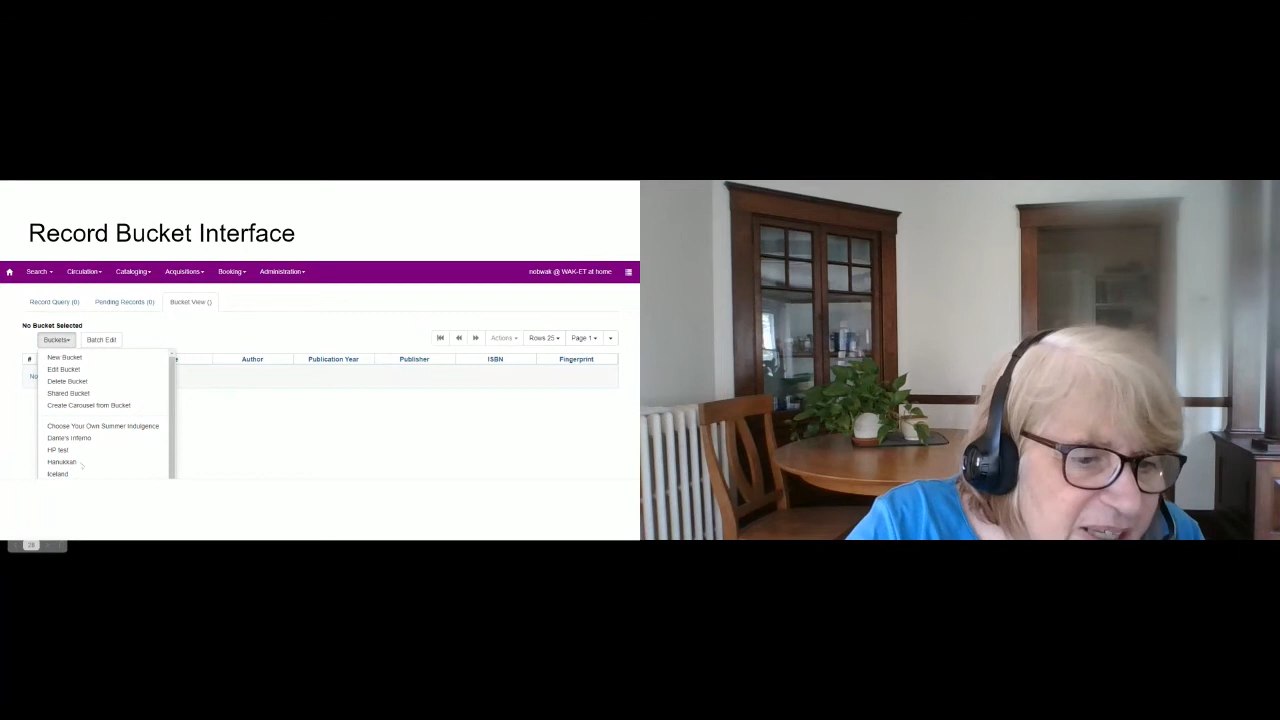 Record Bucket Interface
Search Circulation Cataloging Acquisitions Booking Administration nobwak @ WAK-ET at home
Record Query (0) Pending Records (0) Bucket View ()
No Bucket Selected
Buckets Batch Edit Actions Rows 25 Page 1
# Author Publication Year Publisher ISBN Fingerprint
No
New Bucket
Edit Bucket
Delete Bucket
Shared Bucket
Create Carousel from Bucket
Choose Your Own Summer Indulgence
Dante's Inferno
HP test
Hanukkah
Iceland
26